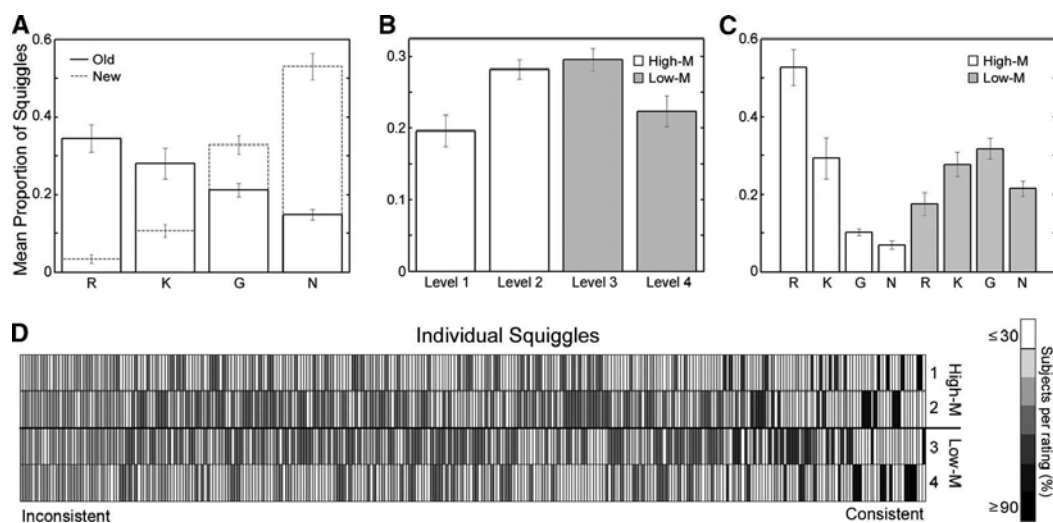 A
Mean Proportion of Squiggles
0.6
0.4
0.2
0
Old
New
R K G N
B
0.3
0.2
0.1
0
High-M
Low-M
Level 1 Level 2 Level 3 Level 4
C
0.6
0.4
0.2
0
High-M
Low-M
R K G N R K G N
D
Individual Squiggles
1
2
High-M
3
4
Low-M
Inconsistent
Consistent
≤30
Subjects per rating (%)
≥90